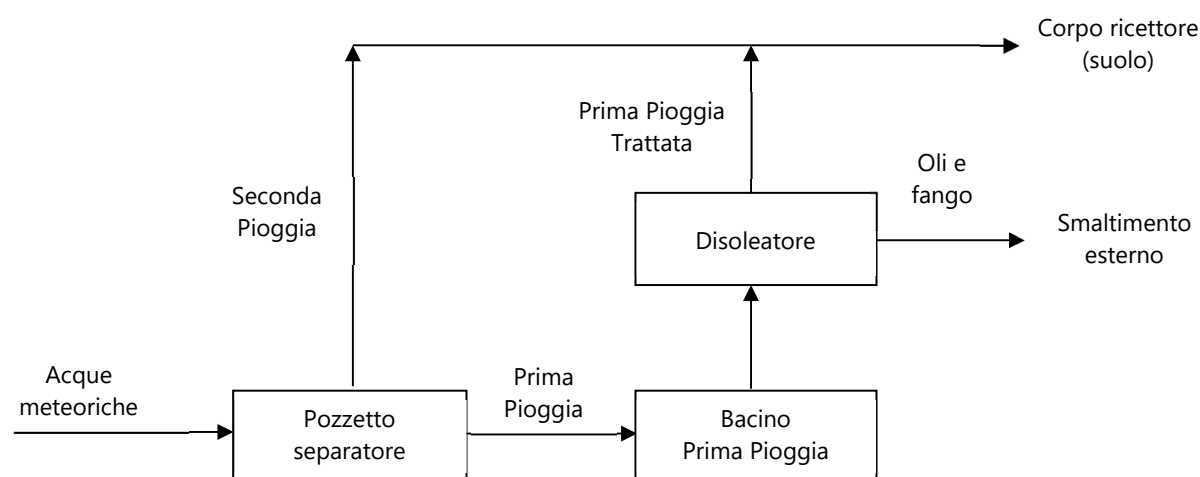 Corpo ricettore
(suolo)
Prima Pioggia
Trattata
Oli e
fango
Seconda
Pioggia
Disoleatore
Smaltimento
esterno
Acque
meteoriche
Prima
Pioggia
Pozzetto
separatore
Bacino
Prima Pioggia